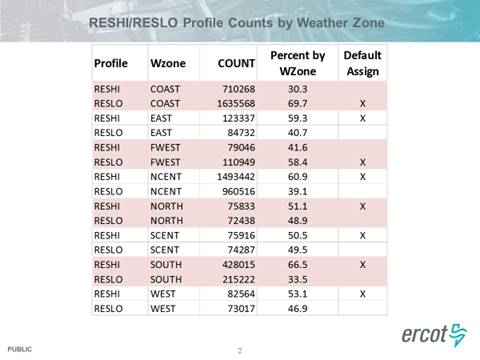 RESHI/RESLO Profile Counts by Weather Zone
Profile Wzone COUNT Percent by WZone Default Assign
RESHI COAST 710268 30.3
RESLO COAST 1635568 69.7 X
RESHI EAST 123337 59.3 X
RESLO EAST 84732 40.7
RESHI FWEST 79046 41.6
RESLO FWEST 110949 58.4 X
RESHI NCENT 1493442 60.9 X
RESLO NCENT 960516 39.1
RESHI NORTH 75833 51.1 X
RESLO NORTH 72438 48.9
RESHI SCENT 75916 50.5 X
RESLO SCENT 74287 49.5
RESHI SOUTH 428015 66.5 X
RESLO SOUTH 215222 33.5
RESHI WEST 82564 53.1 X
RESLO WEST 73017 46.9
ercot
PUBLIC
2